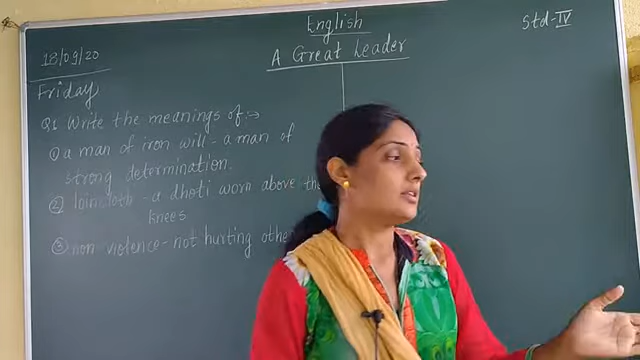 18/09/20
English
Std-IV
A Great Leader
Friday
Q1 Write the meanings of :→
① a man of iron will - a man of
strong determination.
② loincloth - a dhoti worn above the
knees
③ non violence - not hurting othe